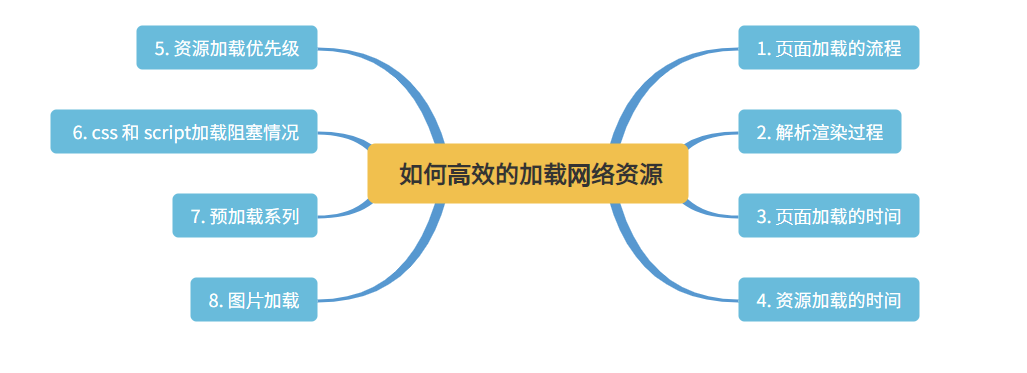 如何高效的加载网络资源
1. 页面加载的流程
2. 解析渲染过程
3. 页面加载的时间
4. 资源加载的时间
5. 资源加载优先级
6. css 和 script加载阻塞情况
7. 预加载系列
8. 图片加载